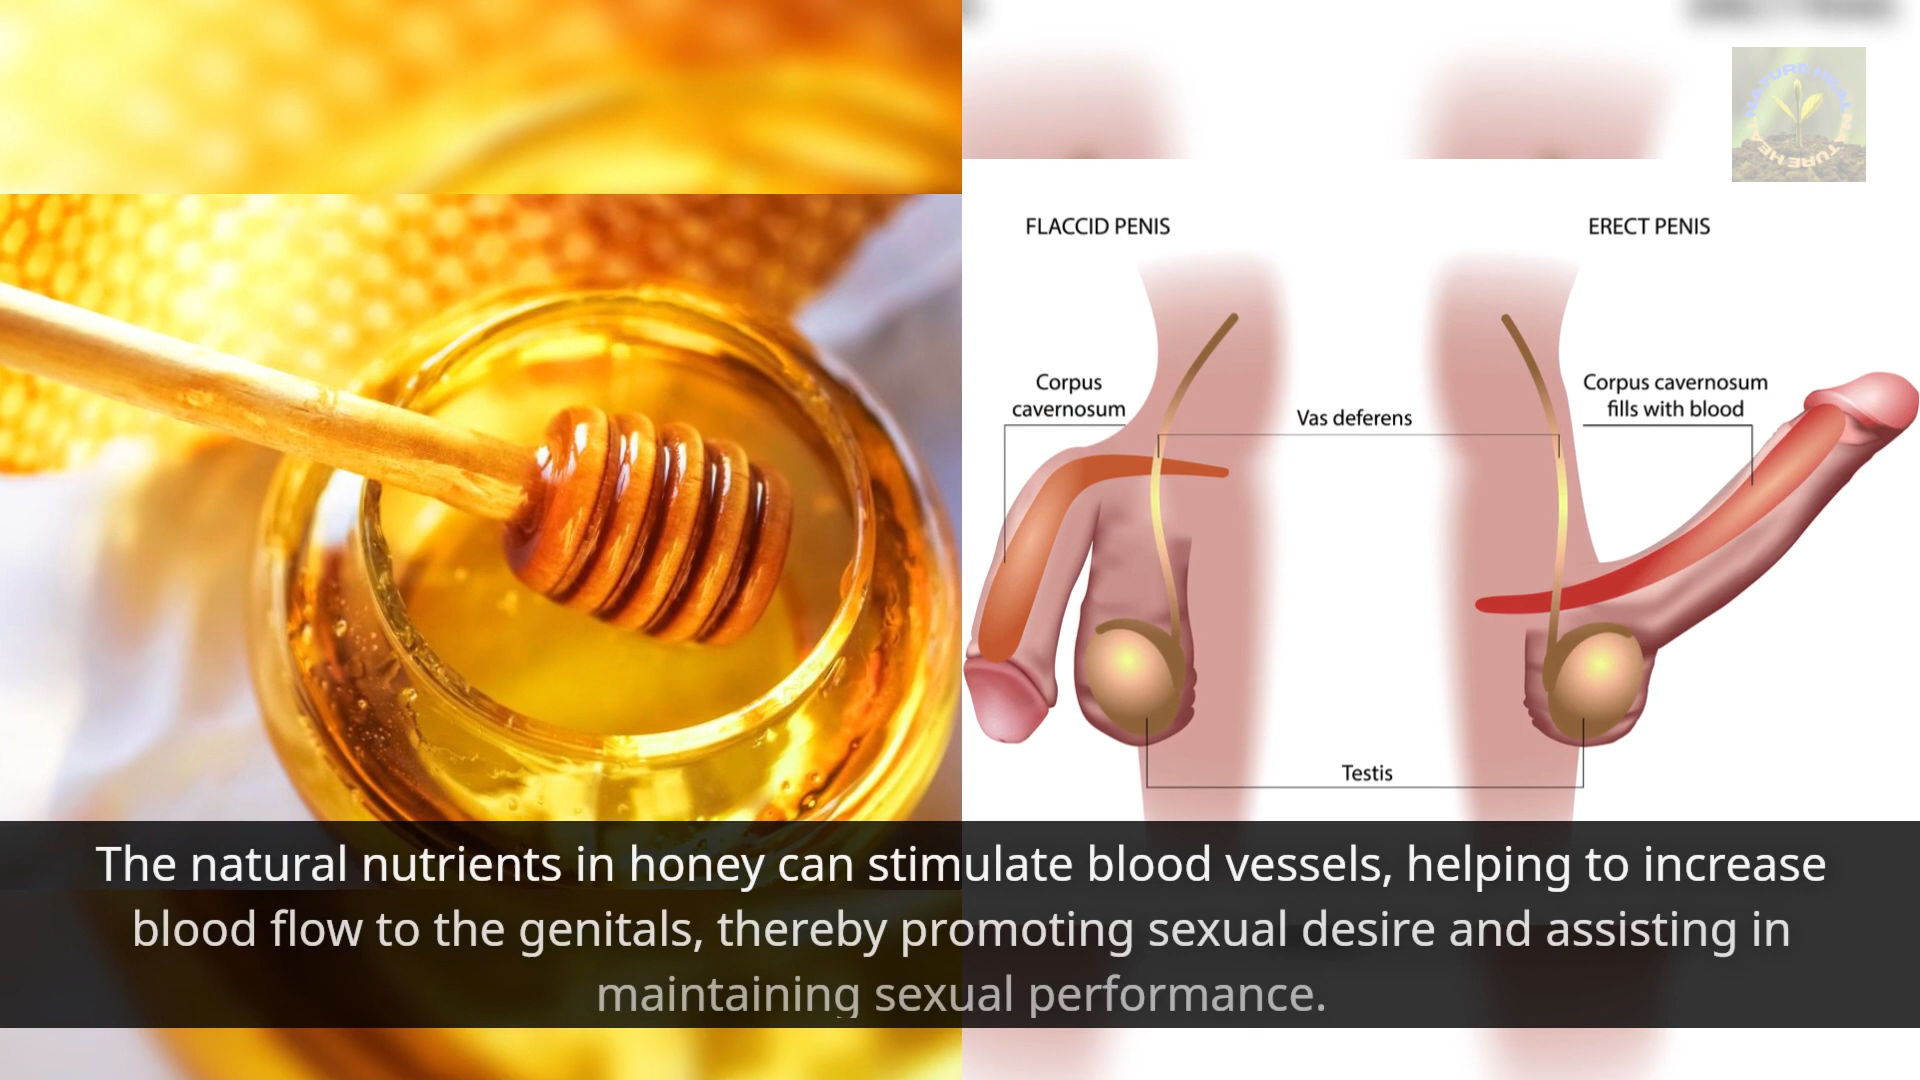 FLACCID PENIS
ERECT PENIS
Corpus
cavernosum
Vas deferens
Corpus cavernosum
fills with blood
Testis
The natural nutrients in honey can stimulate blood vessels, helping to increase
blood flow to the genitals, thereby promoting sexual desire and assisting in
maintaining sexual performance.